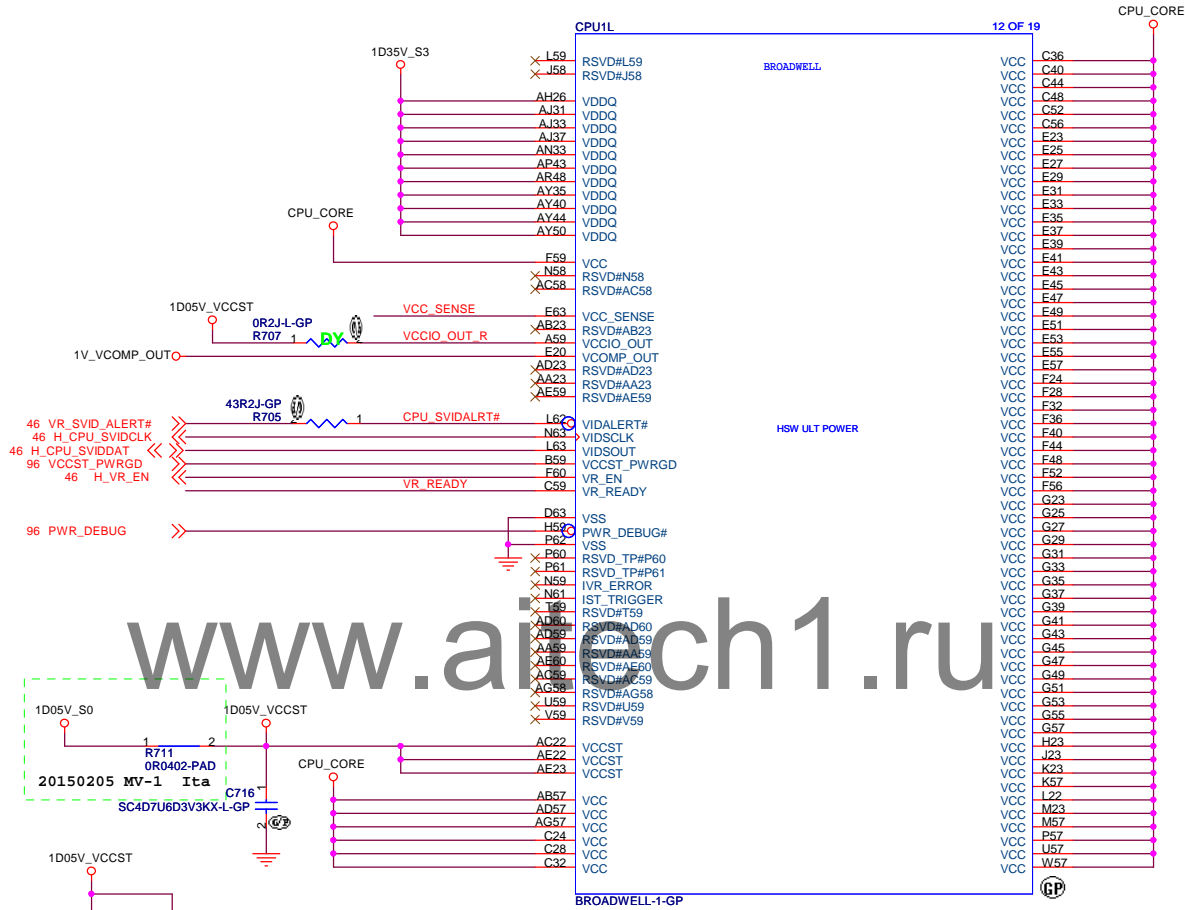 CPU_CORE
CPU1L 12 OF 19
1D35V_S3
BROADWELL
L59 RSVD#L59
J58 RSVD#J58
AH26 VDDQ
AJ31 VDDQ
AJ33 VDDQ
AJ37 VDDQ
AN33 VDDQ
AP43 VDDQ
AR48 VDDQ
AY35 VDDQ
AY40 VDDQ
AY44 VDDQ
AY50 VDDQ
CPU_CORE
F59 VCC
N58 RSVD#N58
AC58 RSVD#AC58
1D05V_VCCST
VCC_SENSE E63 VCC_SENSE
AB23 RSVD#AB23
0R2J-L-GP
R707 1 DY 2 VCCIO_OUT_R A59 VCCIO_OUT
1V_VCOMP_OUT E20 VCOMP_OUT
AD23 RSVD#AD23
AA23 RSVD#AA23
AE59 RSVD#AE59
43R2J-GP
R705 2 1 CPU_SVIDALRT#
46 VR_SVID_ALERT# L62 VIDALERT#
46 H_CPU_SVIDCLK N63 VIDSCLK
46 H_CPU_SVIDDAT L63 VIDSOUT
96 VCCST_PWRGD B59 VCCST_PWRGD
46 H_VR_EN F60 VR_EN
VR_READY C59 VR_READY
HSW ULT POWER
D63 VSS
96 PWR_DEBUG H59 PWR_DEBUG#
P62 VSS
P60 RSVD_TP#P60
P61 RSVD_TP#P61
N59 IVR_ERROR
N61 IST_TRIGGER
T59 RSVD#T59
AD60 RSVD#AD60
AD59 RSVD#AD59
AA59 RSVD#AA59
AE60 RSVD#AE60
AC59 RSVD#AC59
AG58 RSVD#AG58
U59 RSVD#U59
V59 RSVD#V59
www.aitech1.ru
1D05V_S0 1D05V_VCCST
1 2
R711
0R0402-PAD
20150205 MV-1 Ita
AC22 VCCST
AE22 VCCST
AE23 VCCST
CPU_CORE
C716 1
SC4D7U6D3V3KX-L-GP
2 G/P
AB57 VCC
AD57 VCC
AG57 VCC
C24 VCC
C28 VCC
C32 VCC
1D05V_VCCST
VCC C36
VCC C40
VCC C44
VCC C48
VCC C52
VCC C56
VCC E23
VCC E25
VCC E27
VCC E29
VCC E31
VCC E33
VCC E35
VCC E37
VCC E39
VCC E41
VCC E43
VCC E45
VCC E47
VCC E49
VCC E51
VCC E53
VCC E55
VCC E57
VCC F24
VCC F28
VCC F32
VCC F36
VCC F40
VCC F44
VCC F48
VCC F52
VCC F56
VCC G23
VCC G25
VCC G27
VCC G29
VCC G31
VCC G33
VCC G35
VCC G37
VCC G39
VCC G41
VCC G43
VCC G45
VCC G47
VCC G49
VCC G51
VCC G53
VCC G55
VCC G57
VCC H23
VCC J23
VCC K23
VCC K57
VCC L22
VCC M23
VCC M57
VCC P57
VCC U57
VCC W57
GP
BROADWELL-1-GP